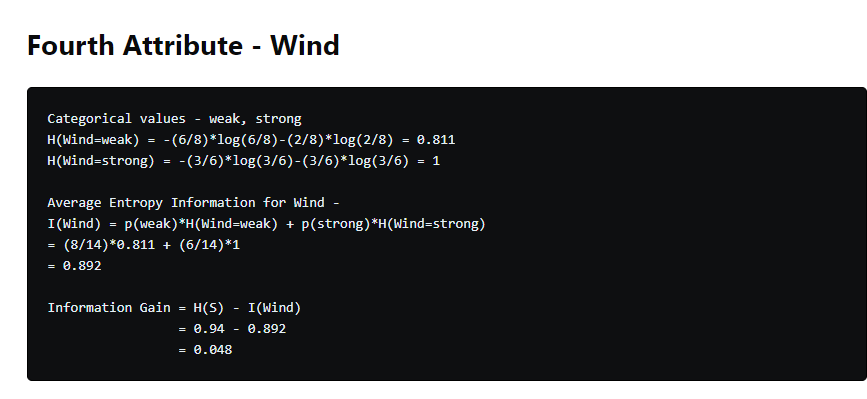 Fourth Attribute - Wind
Categorical values - weak, strong
H(Wind=weak) = -(6/8)*log(6/8)-(2/8)*log(2/8) = 0.811
H(Wind=strong) = -(3/6)*log(3/6)-(3/6)*log(3/6) = 1
Average Entropy Information for Wind -
I(Wind) = p(weak)*H(Wind=weak) + p(strong)*H(Wind=strong)
= (8/14)*0.811 + (6/14)*1
= 0.892
Information Gain = H(S) - I(Wind)
= 0.94 - 0.892
= 0.048